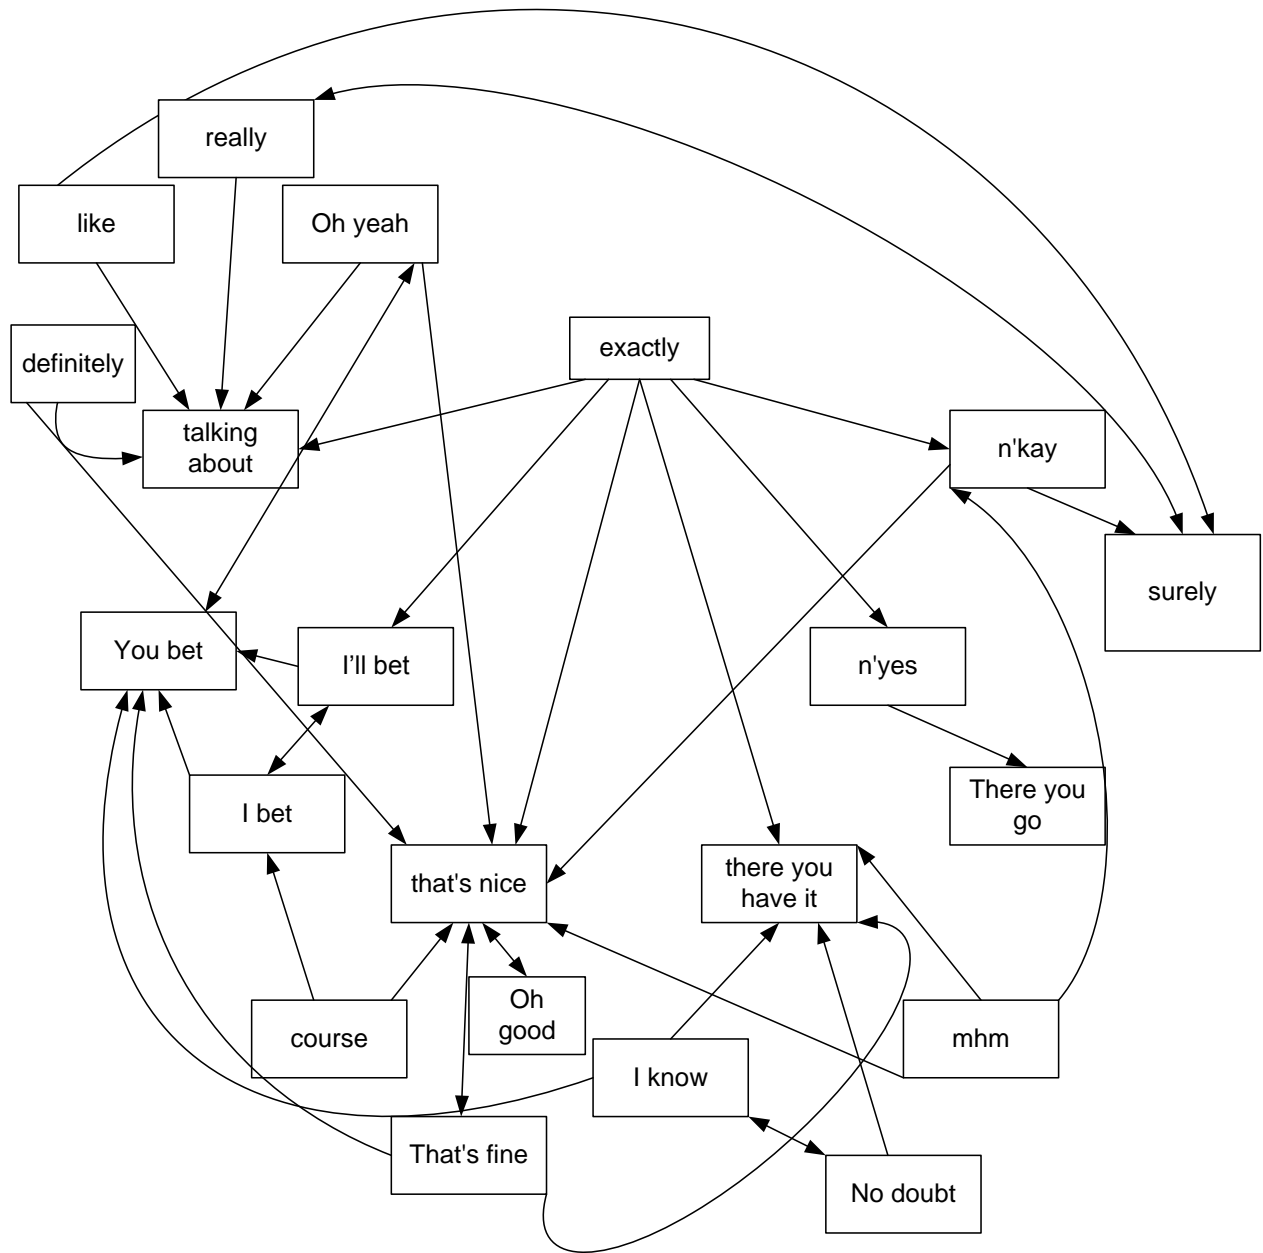 really
like
Oh yeah
exactly
definitely
talking
about
n'kay
surely
You bet
I’ll bet
n'yes
There you
go
I bet
that's nice
there you
have it
Oh
good
course
mhm
I know
That's fine
No doubt